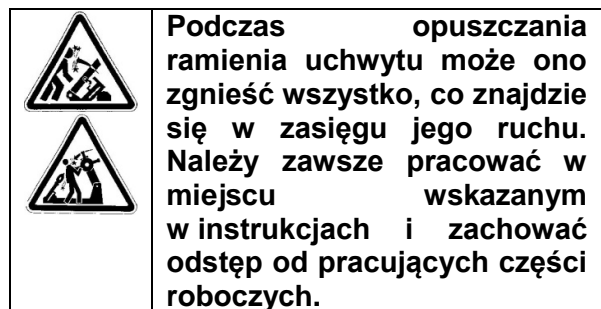 Podczas opuszczania
ramienia uchwytu może ono
zgnieść wszystko, co znajdzie
się w zasięgu jego ruchu.
Należy zawsze pracować w
miejscu wskazanym
w instrukcjach i zachować
odstęp od pracujących części
roboczych.